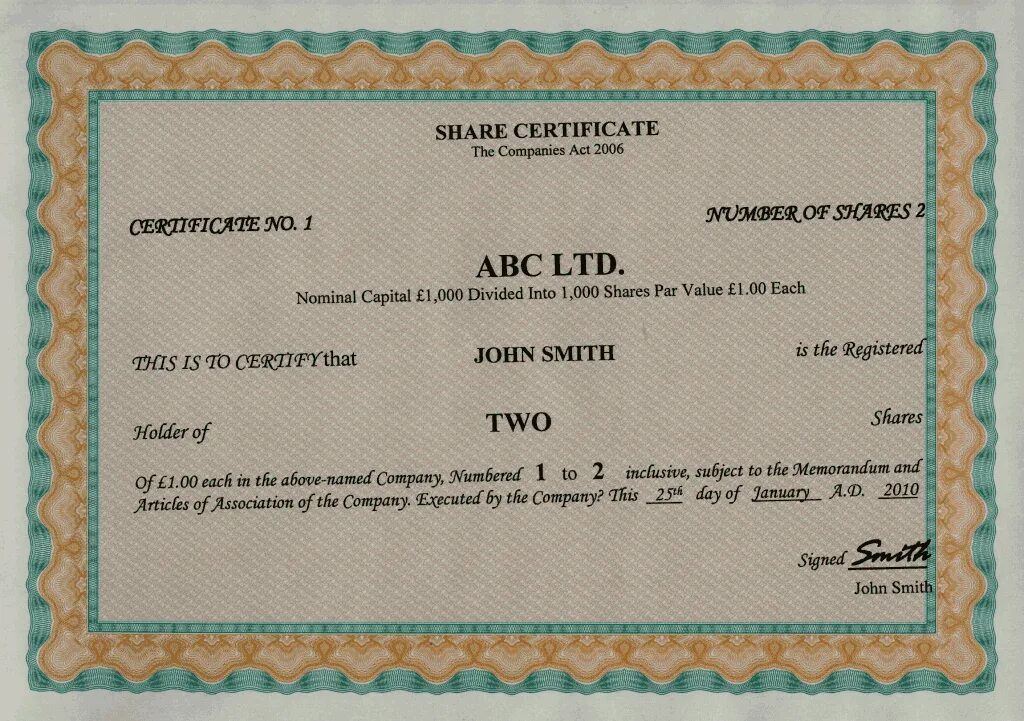 SHARE CERTIFICATE
The Companies Act 2006
CERTIFICATE NO. 1
NUMBER OF SHARES 2
ABC LTD.
Nominal Capital £1,000 Divided Into 1,000 Shares Par Value £1.00 Each
THIS IS TO CERTIFY that JOHN SMITH is the Registered
Holder of TWO Shares
Of £1.00 each in the above-named Company, Numbered 1 to 2 inclusive, subject to the Memorandum and
Articles of Association of the Company. Executed by the Company? This 25th day of January A.D. 2010
Signed Smith
John Smith